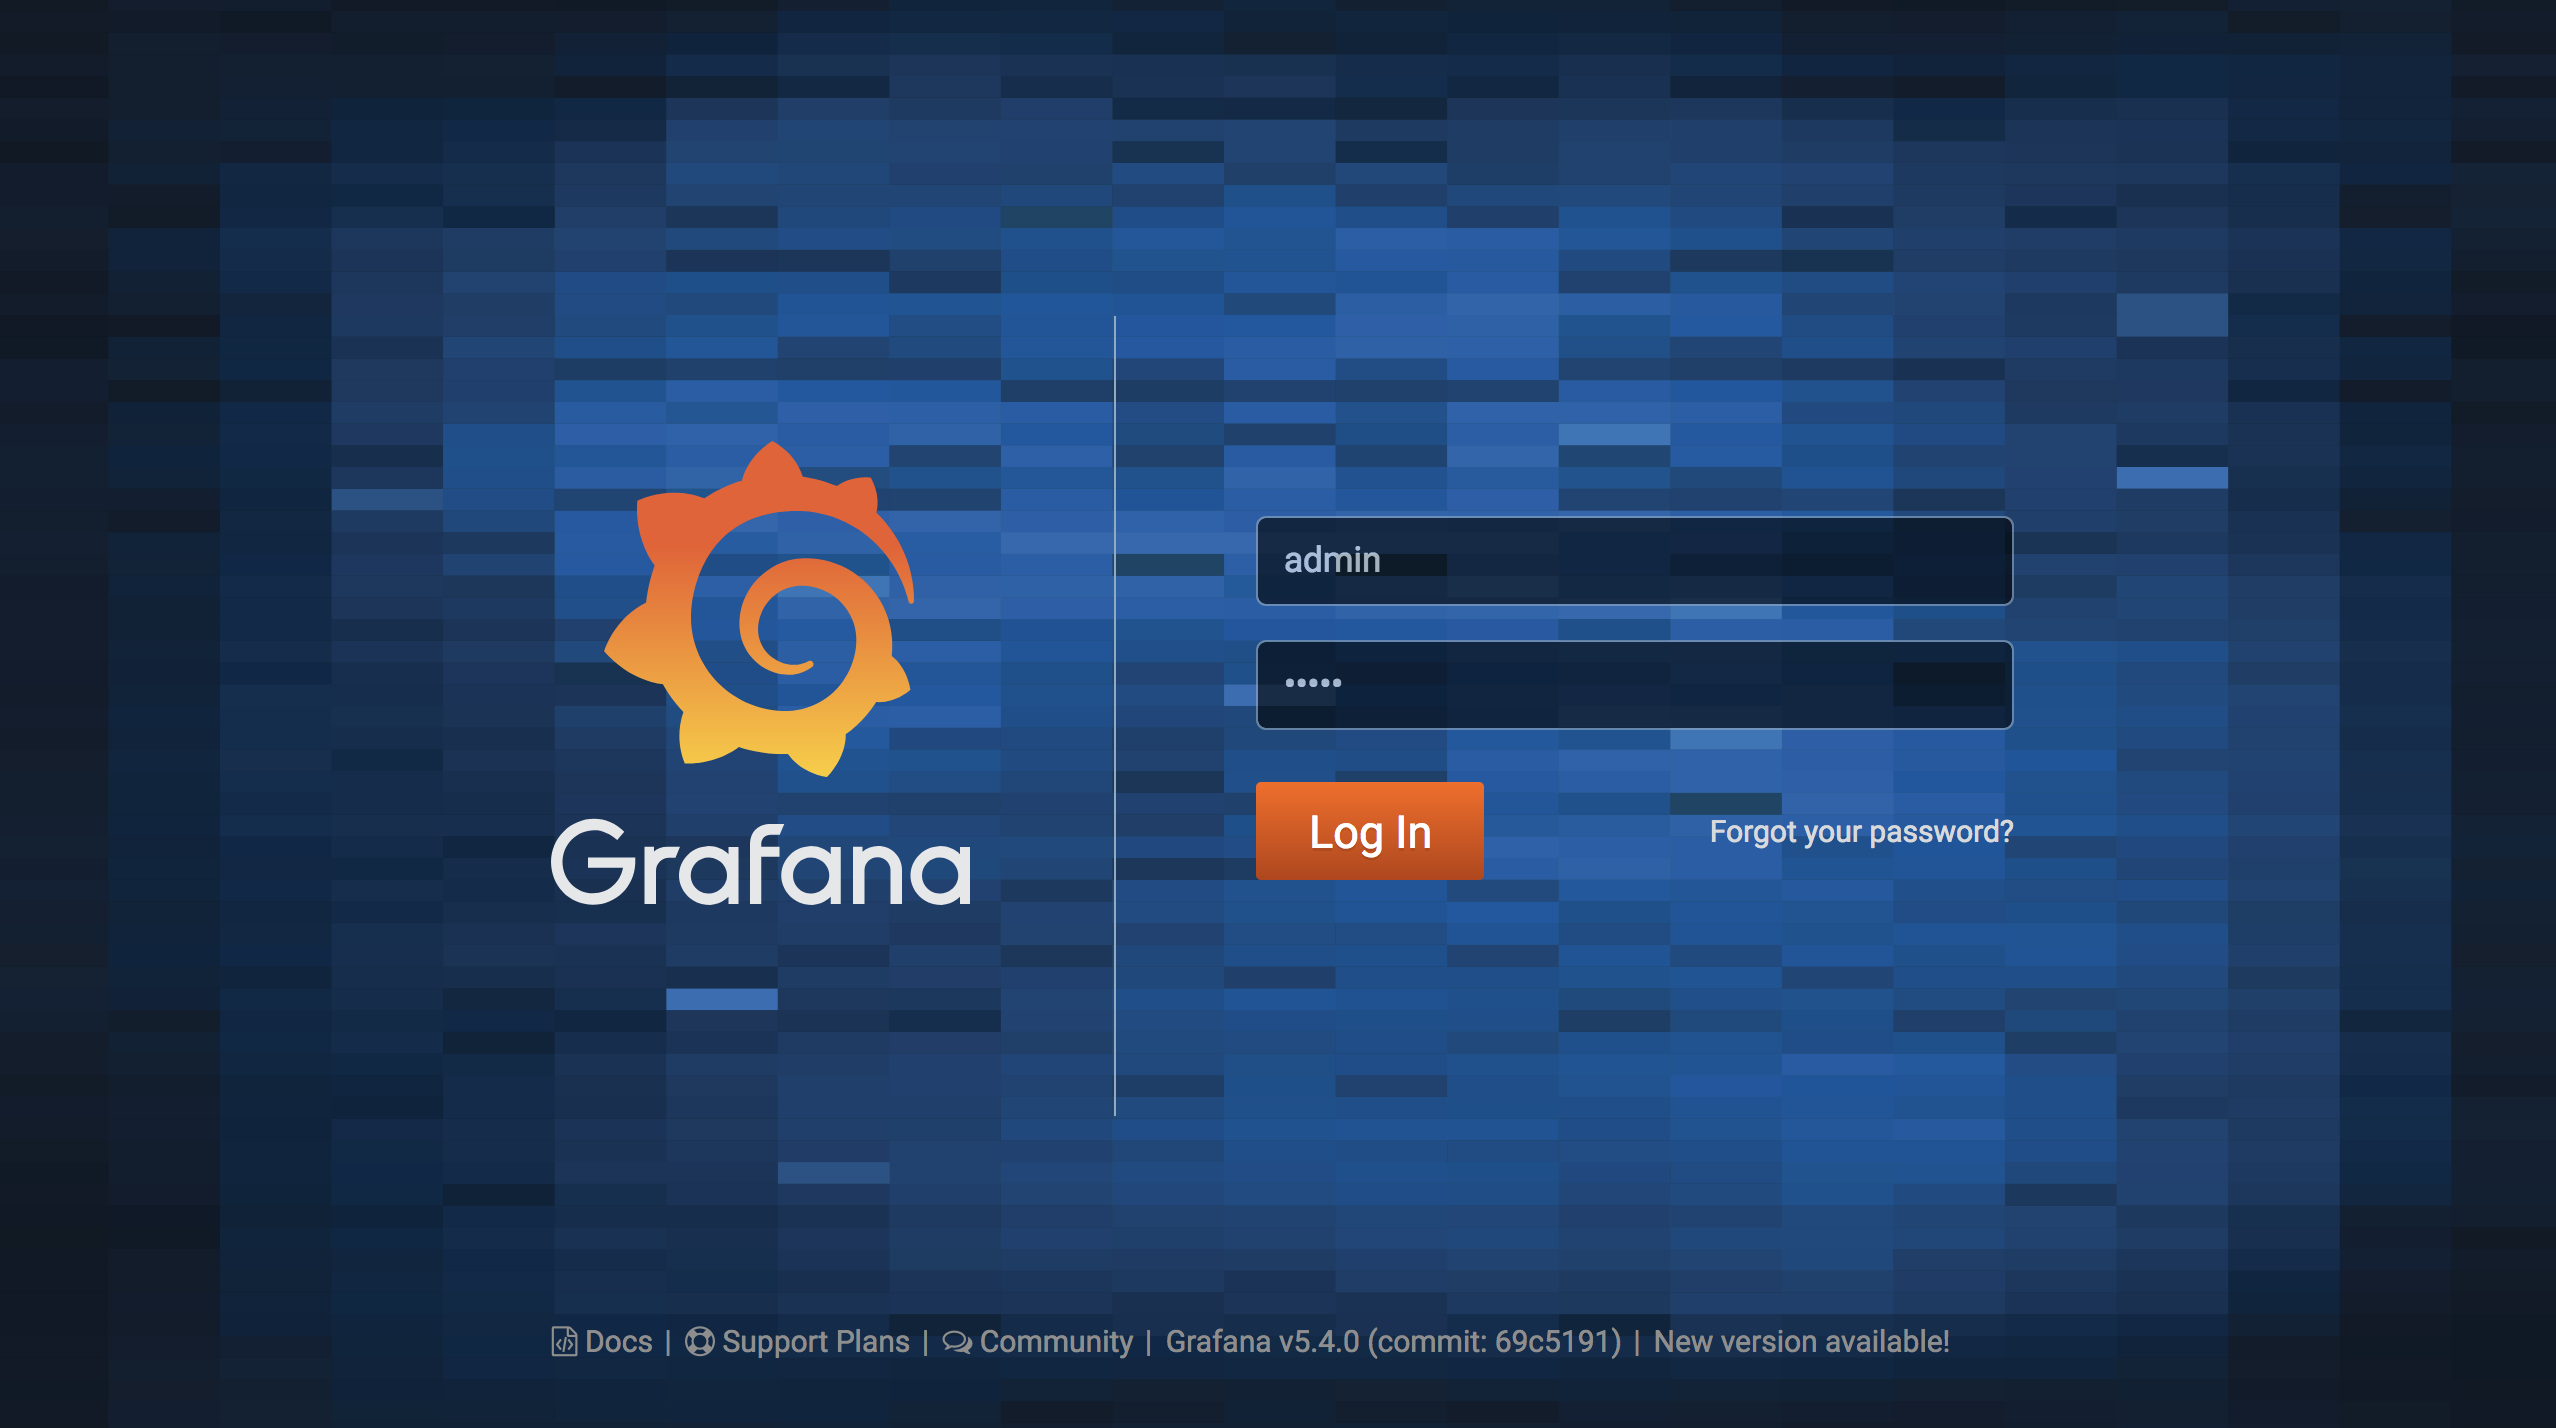 Grafana
admin
•••••
Log In
Forgot your password?
Docs | Support Plans | Community | Grafana v5.4.0 (commit: 69c5191) | New version available!